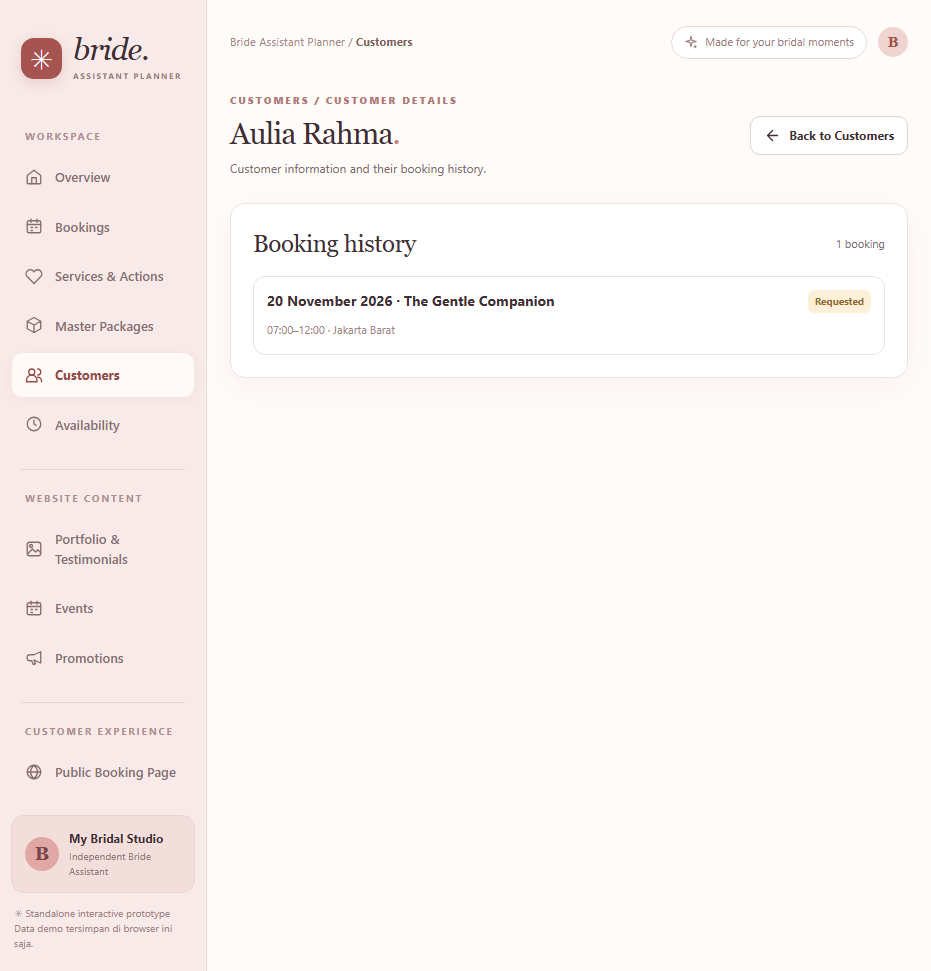 bride.
ASSISTANT PLANNER
WORKSPACE
Overview
Bookings
Services & Actions
Master Packages
Customers
Availability
WEBSITE CONTENT
Portfolio &
Testimonials
Events
Promotions
CUSTOMER EXPERIENCE
Public Booking Page
B
My Bridal Studio
Independent Bride
Assistant
✳ Standalone interactive prototype
Data demo tersimpan di browser ini
saja.
Bride Assistant Planner / Customers
Made for your bridal moments
B
CUSTOMERS / CUSTOMER DETAILS
Aulia Rahma.
Back to Customers
Customer information and their booking history.
Booking history
1 booking
20 November 2026 · The Gentle Companion
Requested
07:00–12:00 · Jakarta Barat